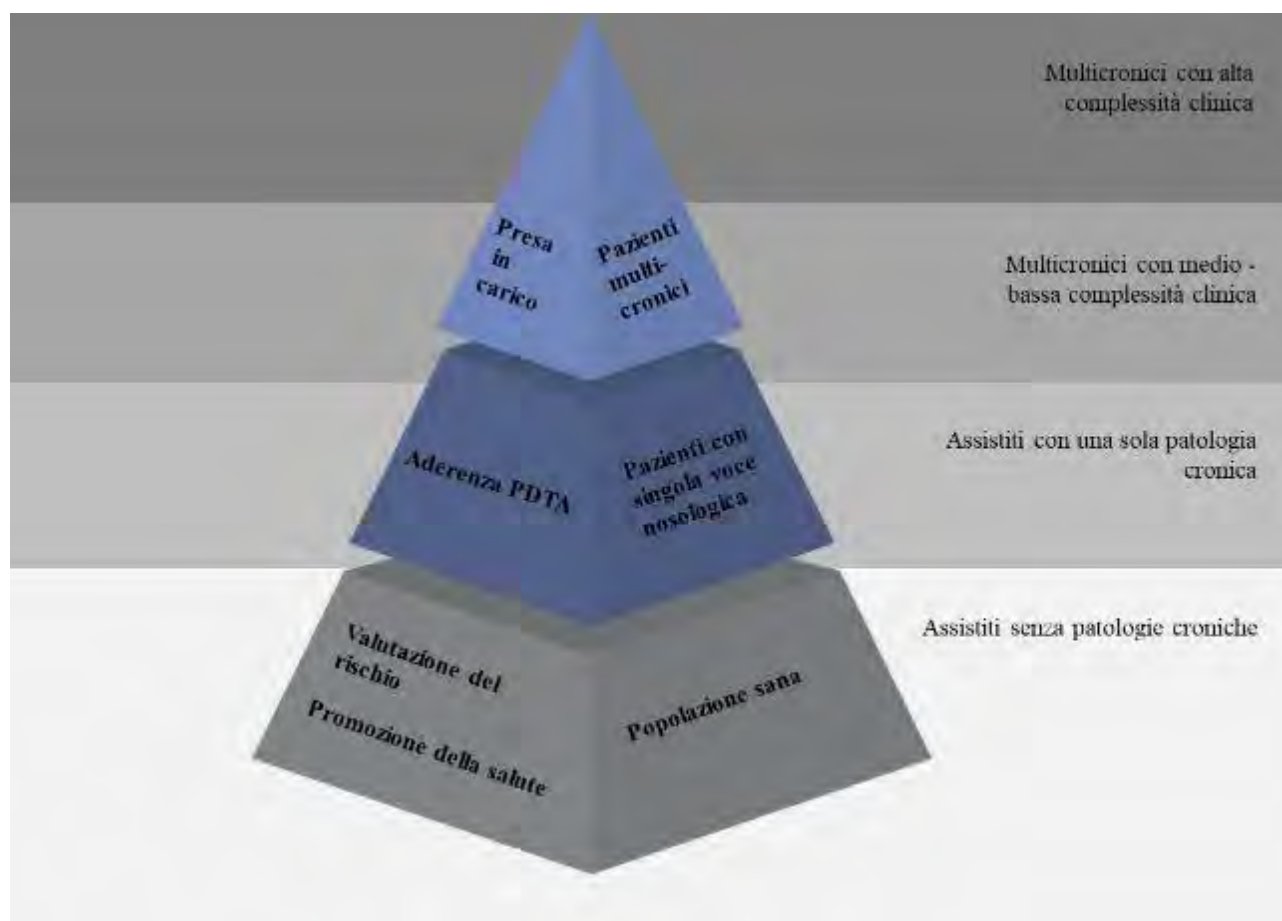 Multicronici con alta
complessità clinica
Presa
in
carico
Pazienti
multi-
cronici
Multicronici con medio -
bassa complessità clinica
Aderenza PDTA
Pazienti con
singola voce
nosologica
Assistiti con una sola patologia
cronica
Valutazione del
rischio
Promozione della salute
Popolazione sana
Assistiti senza patologie croniche